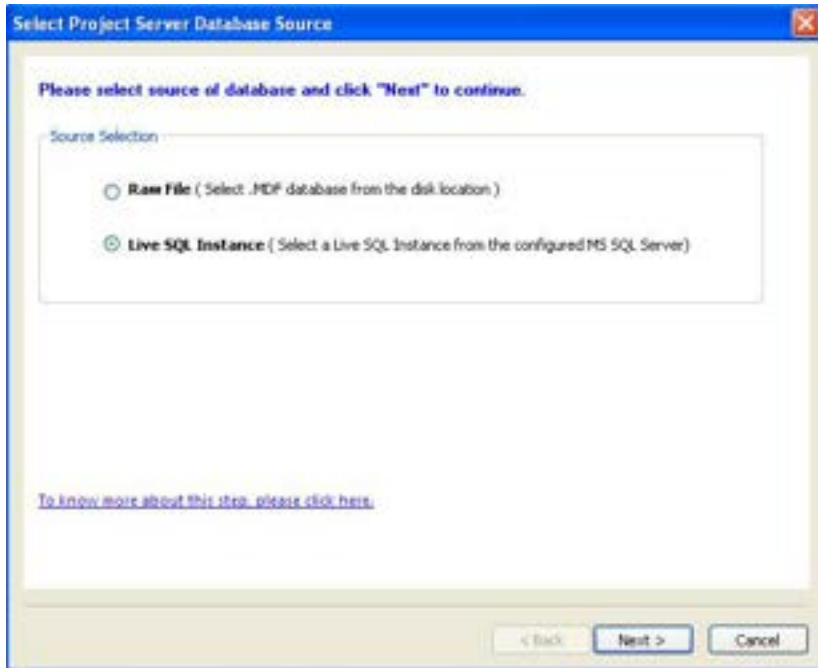 Select Project Server Database Source
Please select source of database and click "Next" to continue.
Source Selection
Raw File ( Select .MDF database from the disk location )
Live SQL Instance ( Select a Live SQL Instance from the configured MS SQL Server)
To know more about this step, please click here.
< Back
Next >
Cancel